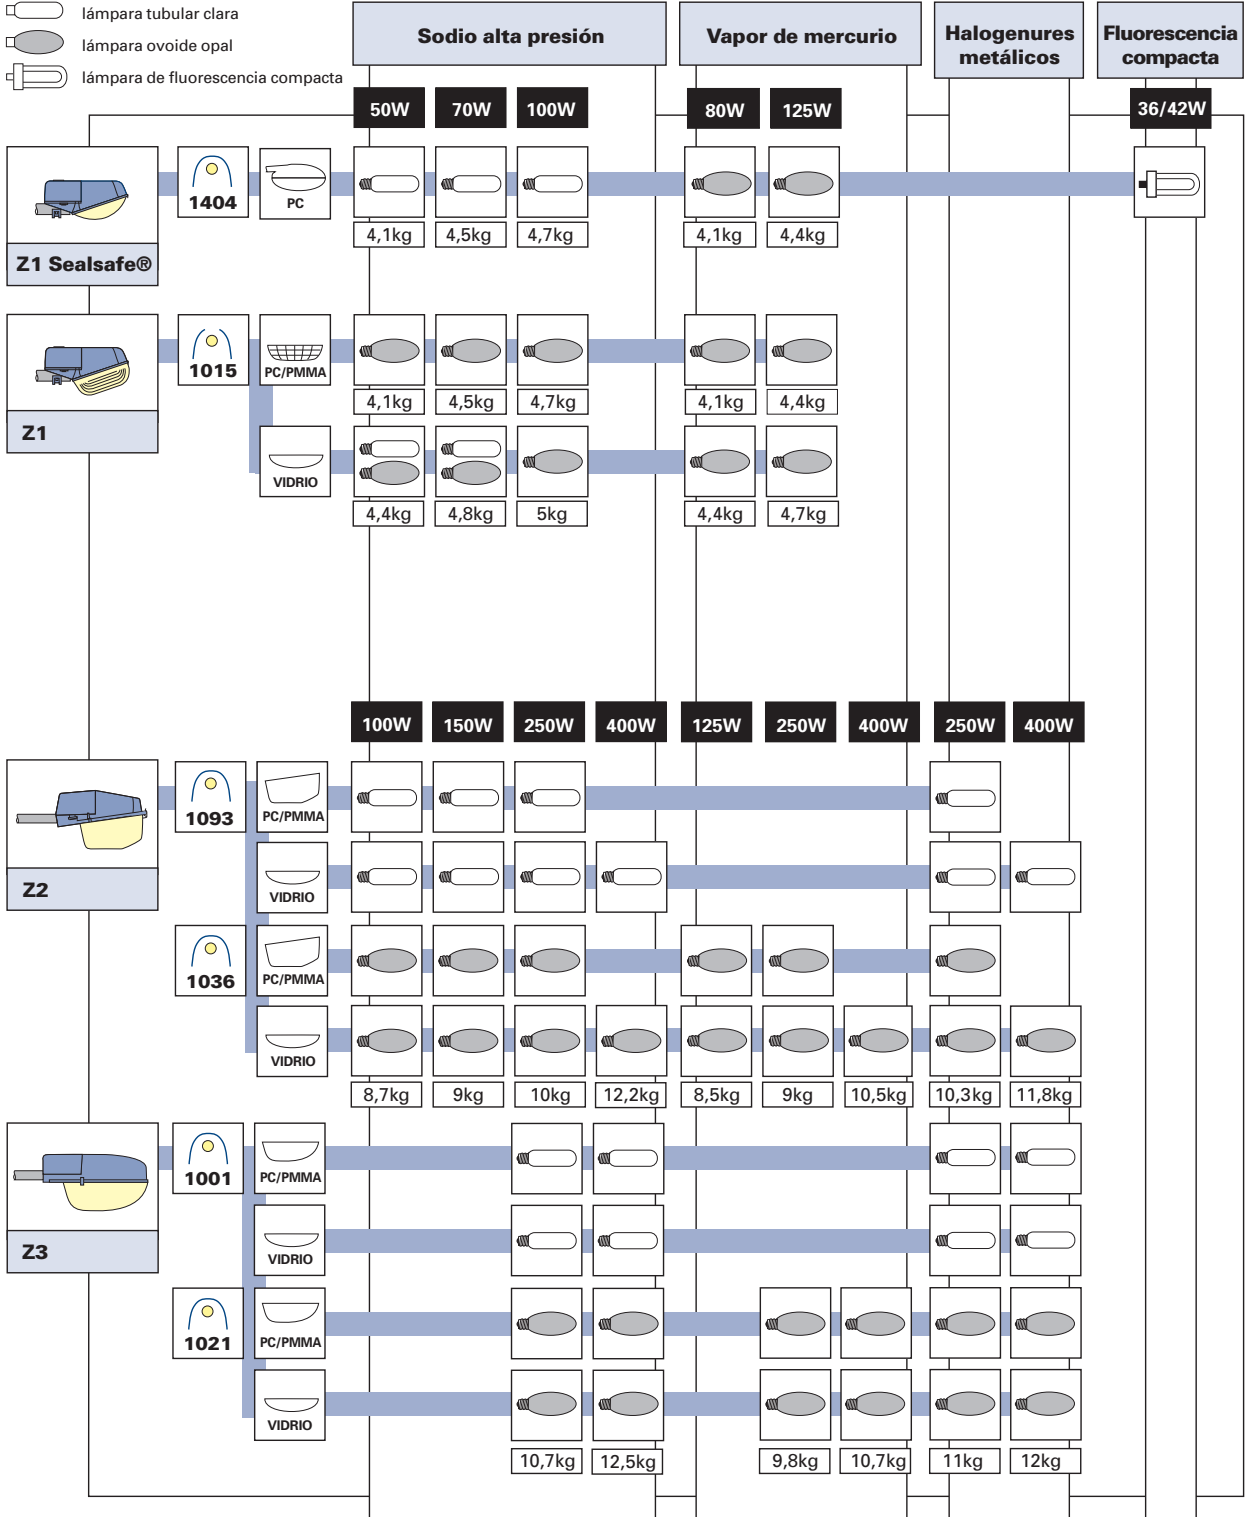 lámpara tubular clara
lámpara ovoide opal
lámpara de fluorescencia compacta
Sodio alta presión
Vapor de mercurio
Halogenures
metálicos
Fluorescencia
compacta
50W 70W 100W 80W 125W 36/42W
1404 PC
4,1kg 4,5kg 4,7kg 4,1kg 4,4kg
Z1 Sealsafe®
1015 PC/PMMA
4,1kg 4,5kg 4,7kg 4,1kg 4,4kg
Z1
VIDRIO
4,4kg 4,8kg 5kg 4,4kg 4,7kg
100W 150W 250W 400W 125W 250W 400W 250W 400W
1093 PC/PMMA
Z2
VIDRIO
1036 PC/PMMA
VIDRIO
8,7kg 9kg 10kg 12,2kg 8,5kg 9kg 10,5kg 10,3kg 11,8kg
1001 PC/PMMA
Z3
VIDRIO
1021 PC/PMMA
VIDRIO
10,7kg 12,5kg 9,8kg 10,7kg 11kg 12kg